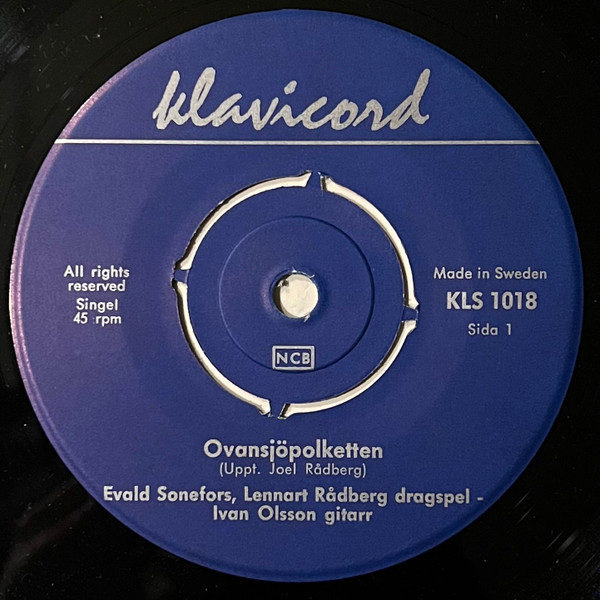 klavicord
All rights
reserved
Singel
45 rpm
Made in Sweden
KLS 1018
Sida 1
NCB
Ovansjöpolketten
(Uppt. Joel Rådberg)
Evald Sonefors, Lennart Rådberg dragspel -
Ivan Olsson gitarr